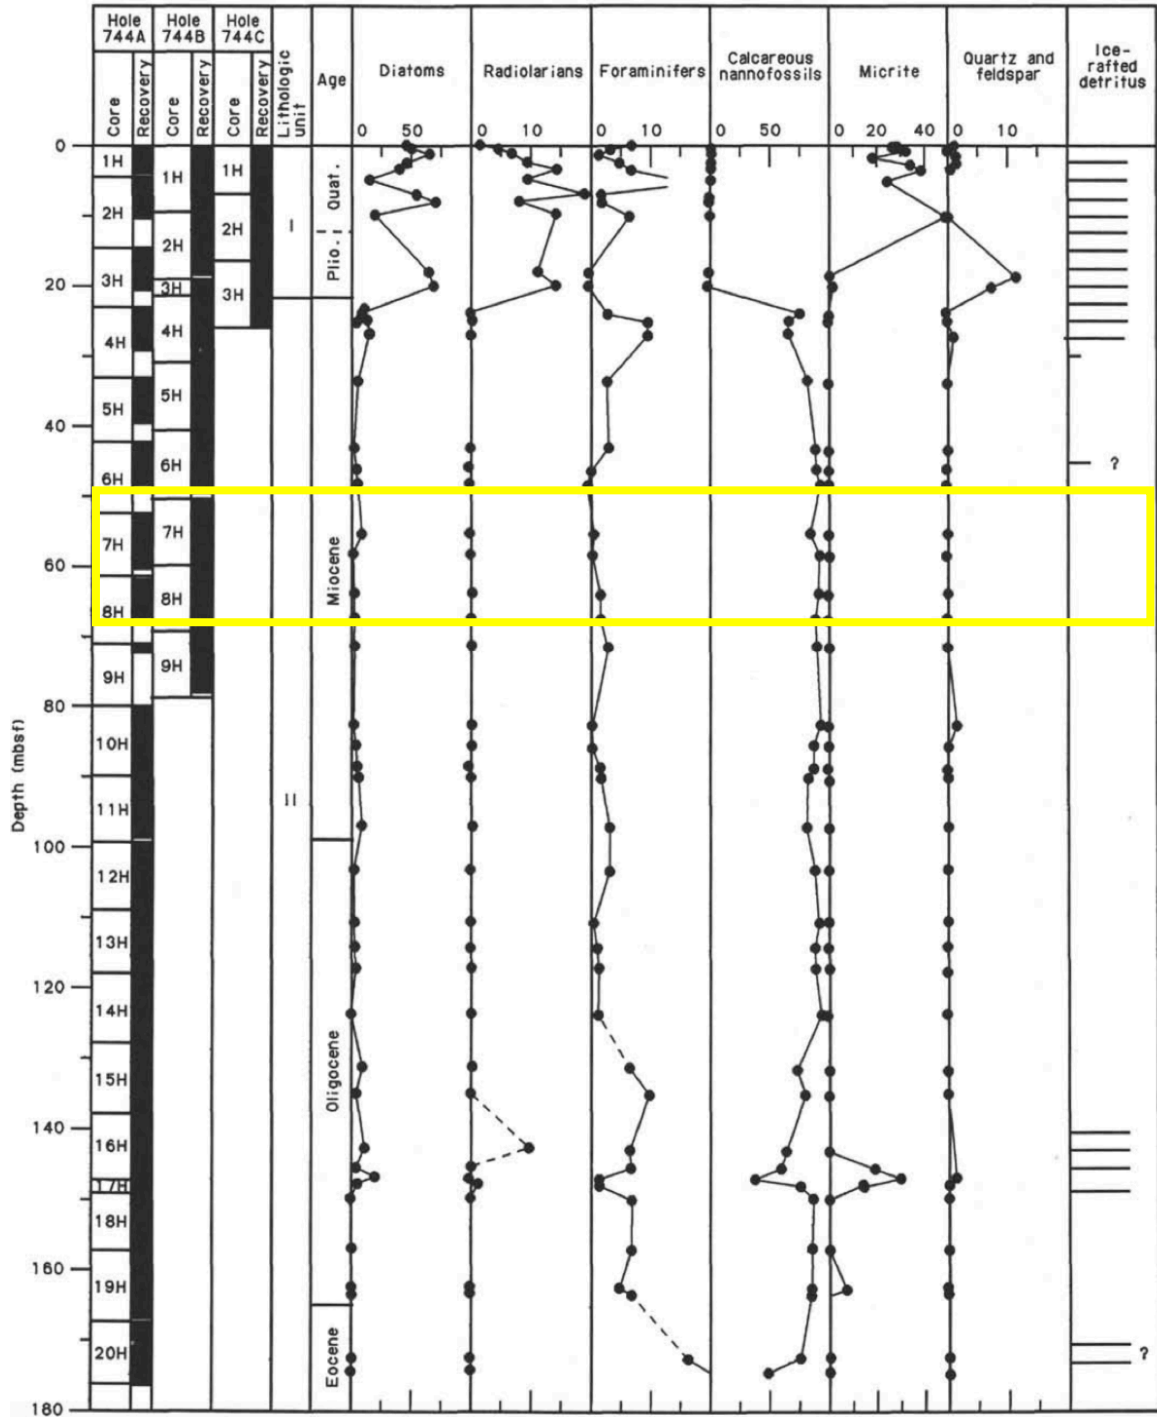 Hole 744A
Hole 744B
Hole 744C
Core
Recovery
Core
Recovery
Core
Recovery
Lithologic unit
Age
Diatoms
Radiolarians
Foraminifers
Calcareous nannofossils
Micrite
Quartz and feldspar
Ice-rafted detritus
0 50
0 10
0 10
0 50
0 20 40
0 10
Depth (mbsf)
0
20
40
60
80
100
120
140
160
180
1H
2H
3H
4H
5H
6H
7H
8H
9H
10H
11H
12H
13H
14H
15H
16H
17H
18H
19H
20H
1H
2H
3H
4H
5H
6H
7H
8H
9H
1H
2H
3H
I
II
Quat.
Plio.
Miocene
Oligocene
Eocene
?
?